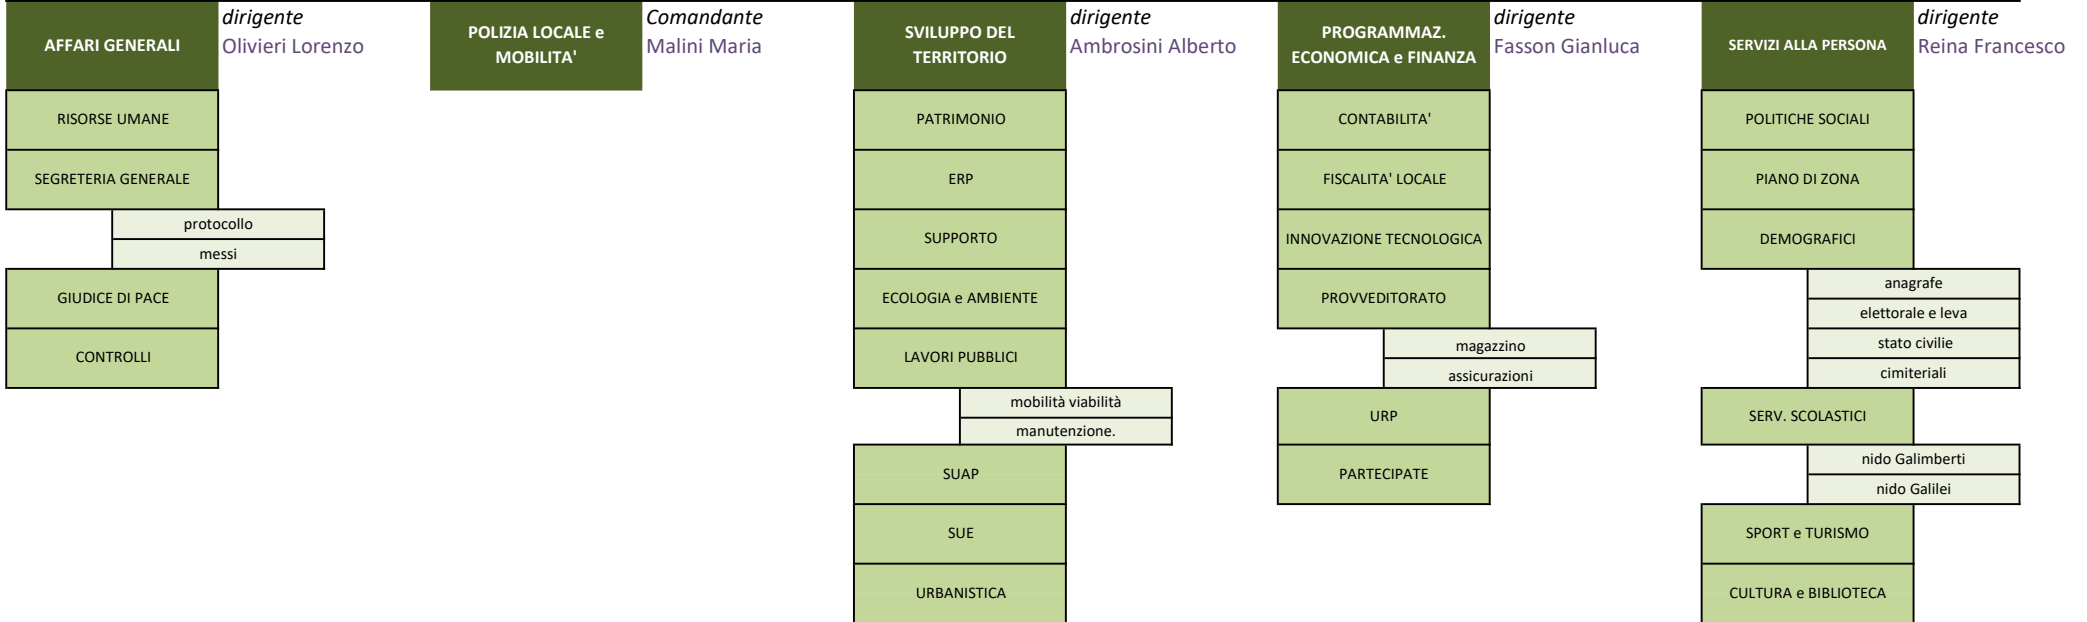 AFFARI GENERALI
dirigente
Olivieri Lorenzo
RISORSE UMANE
SEGRETERIA GENERALE
protocollo
messi
GIUDICE DI PACE
CONTROLLI
POLIZIA LOCALE e
MOBILITA'
Comandante
Malini Maria
SVILUPPO DEL
TERRITORIO
dirigente
Ambrosini Alberto
PATRIMONIO
ERP
SUPPORTO
ECOLOGIA e AMBIENTE
LAVORI PUBBLICI
mobilità viabilità
manutenzione.
SUAP
SUE
URBANISTICA
PROGRAMMAZ.
ECONOMICA e FINANZA
dirigente
Fasson Gianluca
CONTABILITA'
FISCALITA' LOCALE
INNOVAZIONE TECNOLOGICA
PROVVEDITORATO
magazzino
assicurazioni
URP
PARTECIPATE
SERVIZI ALLA PERSONA
dirigente
Reina Francesco
POLITICHE SOCIALI
PIANO DI ZONA
DEMOGRAFICI
anagrafe
elettorale e leva
stato civilie
cimiteriali
SERV. SCOLASTICI
nido Galimberti
nido Galilei
SPORT e TURISMO
CULTURA e BIBLIOTECA